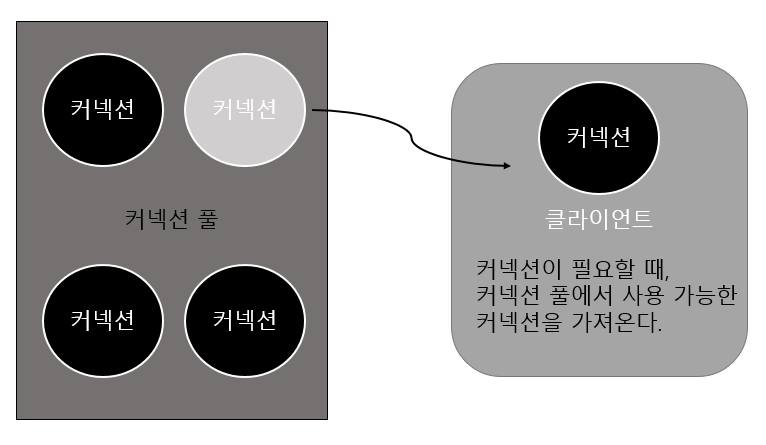 커넥션
커넥션
커넥션 풀
커넥션
커넥션
커넥션
클라이언트
커넥션이 필요할 때,
커넥션 풀에서 사용 가능한
커넥션을 가져온다.